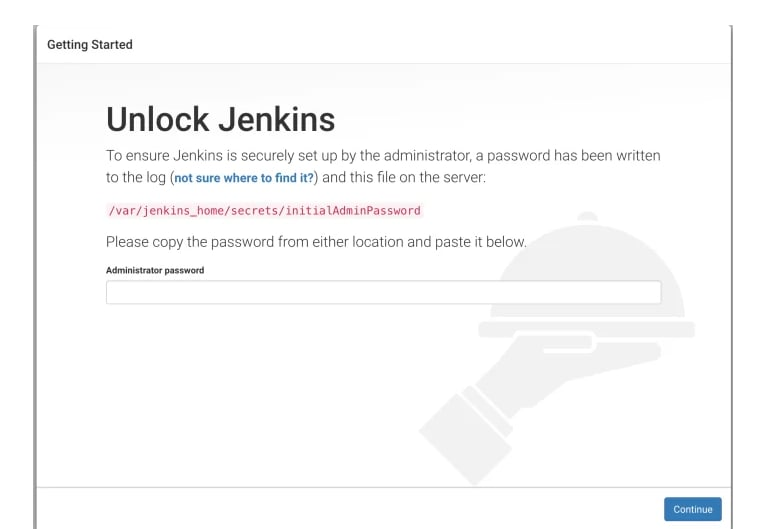 Getting Started
Unlock Jenkins
To ensure Jenkins is securely set up by the administrator, a password has been written
to the log (not sure where to find it?) and this file on the server:
/var/jenkins_home/secrets/initialAdminPassword
Please copy the password from either location and paste it below.
Administrator password
Continue